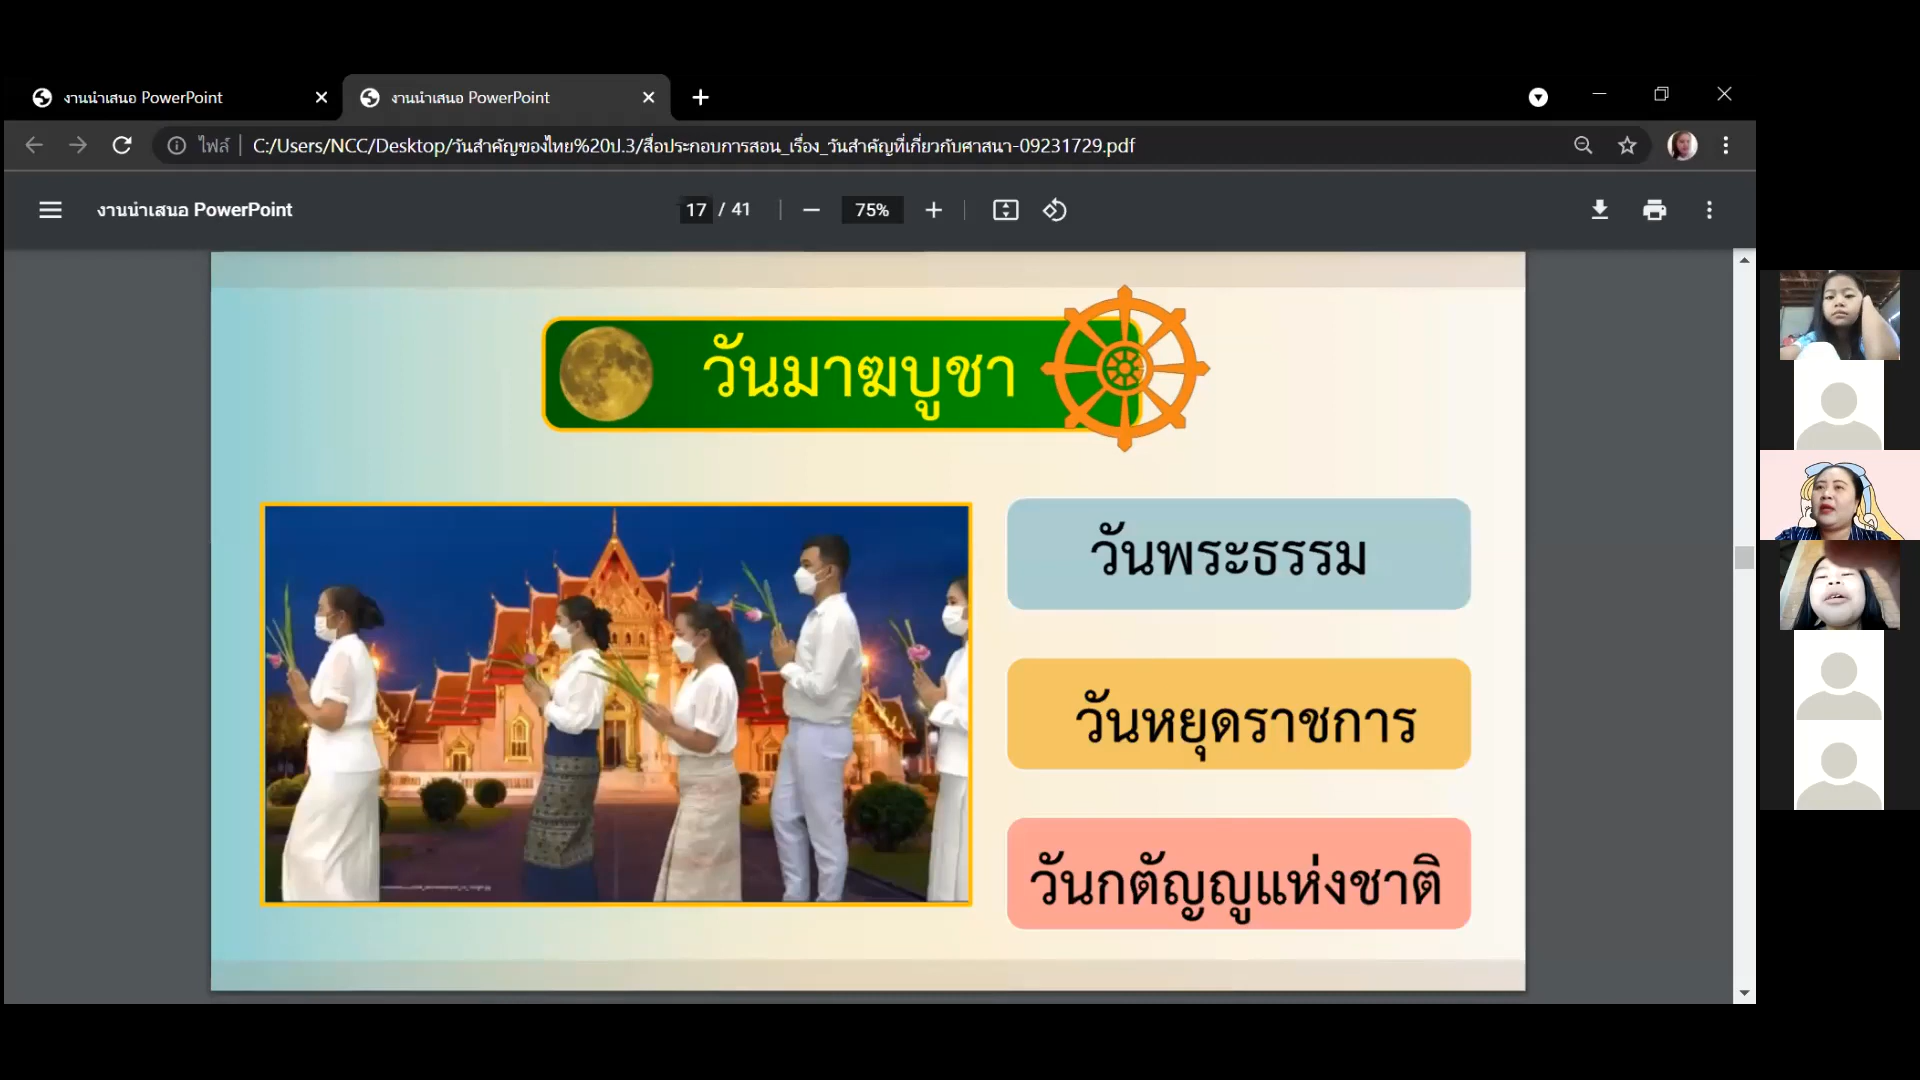 งานนำเสนอ PowerPoint
งานนำเสนอ PowerPoint
ไฟล์ C:/Users/NCC/Desktop/วันสำคัญของไทย%20ป.3/สื่อประกอบการสอน_เรื่อง_วันสำคัญที่เกี่ยวกับศาสนา-09231729.pdf
งานนำเสนอ PowerPoint 17 / 41 75%
วันมาฆบูชา
วันพระธรรม
วันหยุดราชการ
วันกตัญญูแห่งชาติ